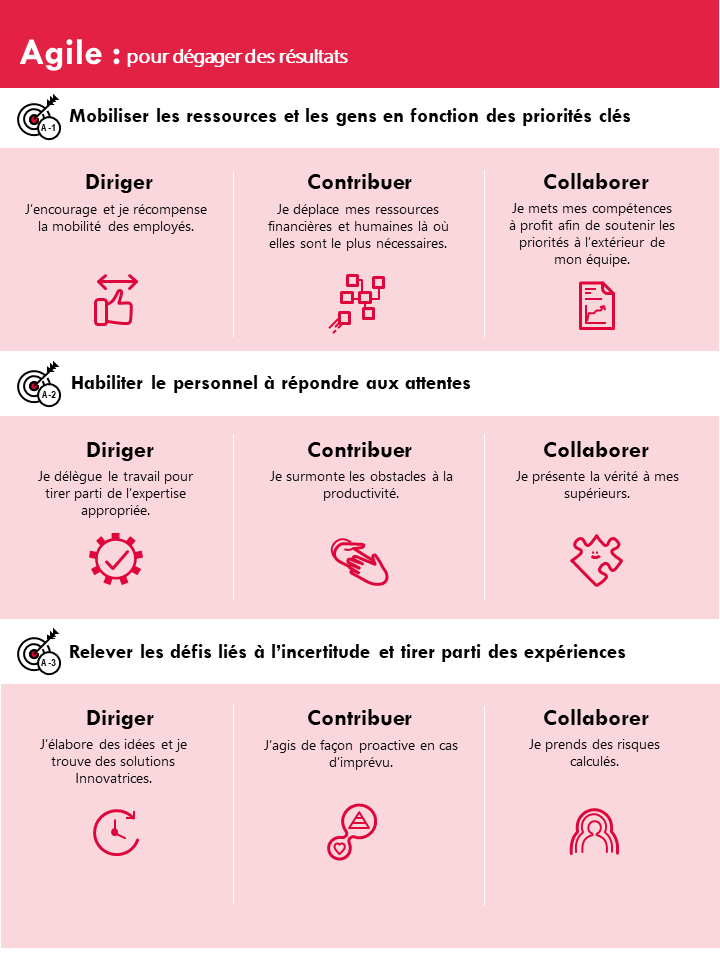 Agile : pour dégager des résultats
A-1
Mobiliser les ressources et les gens en fonction des priorités clés
Diriger
J'encourage et je récompense
la mobilité des employés.
Contribuer
Je déplace mes ressources
financières et humaines là où
elles sont le plus nécessaires.
Collaborer
Je mets mes compétences
à profit afin de soutenir les
priorités à l'extérieur de
mon équipe.
A-2
Habiliter le personnel à répondre aux attentes
Diriger
Je délègue le travail pour
tirer parti de l'expertise
appropriée.
Contribuer
Je surmonte les obstacles à la
productivité.
Collaborer
Je présente la vérité à mes
supérieurs.
A-3
Relever les défis liés à l'incertitude et tirer parti des expériences
Diriger
J'élabore des idées et je
trouve des solutions
Innovatrices.
Contribuer
J'agis de façon proactive en cas
d'imprévu.
Collaborer
Je prends des risques
calculés.